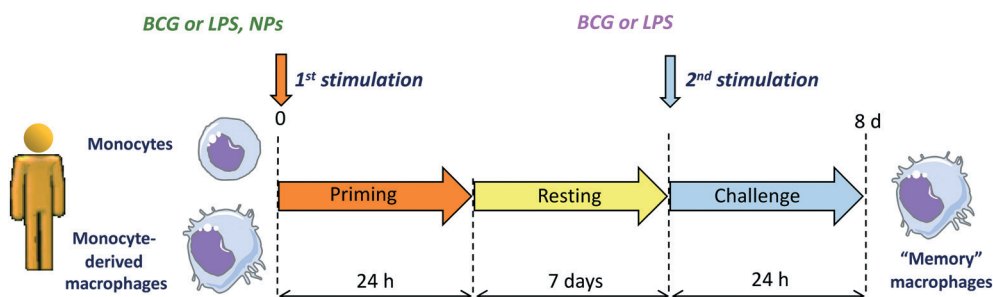 BCG or LPS, NPs
BCG or LPS
1st stimulation
2nd stimulation
0
8 d
Monocytes
Priming
Resting
Challenge
Monocyte-
derived
macrophages
"Memory"
macrophages
24 h
7 days
24 h